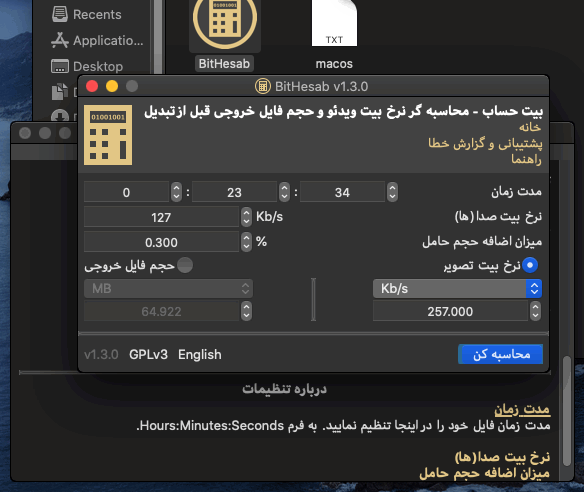 Recents
Applicatio...
Desktop
01001001
TXT
BitHesab
macos
BitHesab v1.3.0
01001001
بیت حساب - محاسبه گر نرخ بیت ویدئو و حجم فایل خروجی قبل از تبدیل
خانه
پشتیبانی و گزارش خطا
راهنما
مدت زمان
0 : 23 : 34
نرخ بیت صدا(ها)
127 Kb/s
میزان اضافه حجم حامل
0.300 %
نرخ بیت تصویر
حجم فایل خروجی
Kb/s
MB
257.000
64.922
v1.3.0 GPLv3 English
محاسبه کن
درباره تنظیمات
مدت زمان
مدت زمان فایل خود را در اینجا تنظیم نمایید. به فرم Hours:Minutes:Seconds.
نرخ بیت صدا(ها)
میزان اضافه حجم حامل